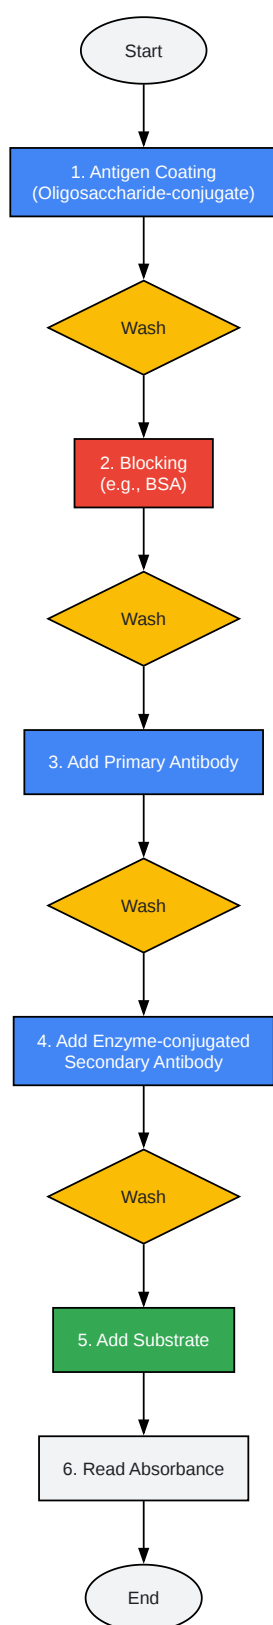 Start
1. Antigen Coating
(Oligosaccharide-conjugate)
Wash
2. Blocking
(e.g., BSA)
Wash
3. Add Primary Antibody
Wash
4. Add Enzyme-conjugated
Secondary Antibody
Wash
5. Add Substrate
6. Read Absorbance
End